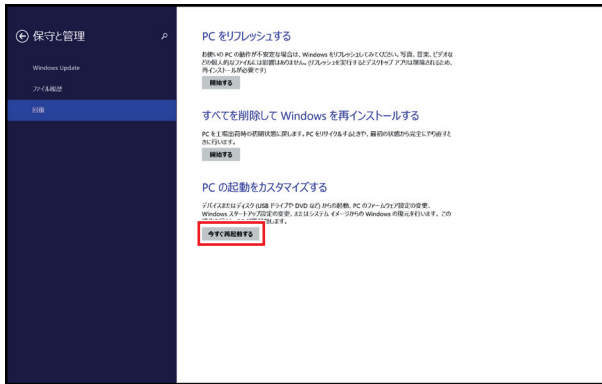 保守と管理
Windows Update
ファイル履歴
回復
PC をリフレッシュする
お使いの PC の動作が不安定な場合は、Windows をリフレッシュしてみてください。写真、音楽、ビデオな
どの個人的なファイルには影響はありません。(リフレッシュを実行するとデスクトップ アプリは削除されるため、
再インストールが必要です)
開始する
すべてを削除して Windows を再インストールする
PC を工場出荷時の初期状態に戻します。PC をリサイクルするときや、最初の状態から完全にやり直すと
きに行います。
開始する
PC の起動をカスタマイズする
デバイスまたはディスク (USB ドライブや DVD など) からの起動、PC のファームウェア設定の変更、
Windows スタートアップ設定の変更、またはシステム イメージからの Windows の復元を行います。この
今すぐ再起動する